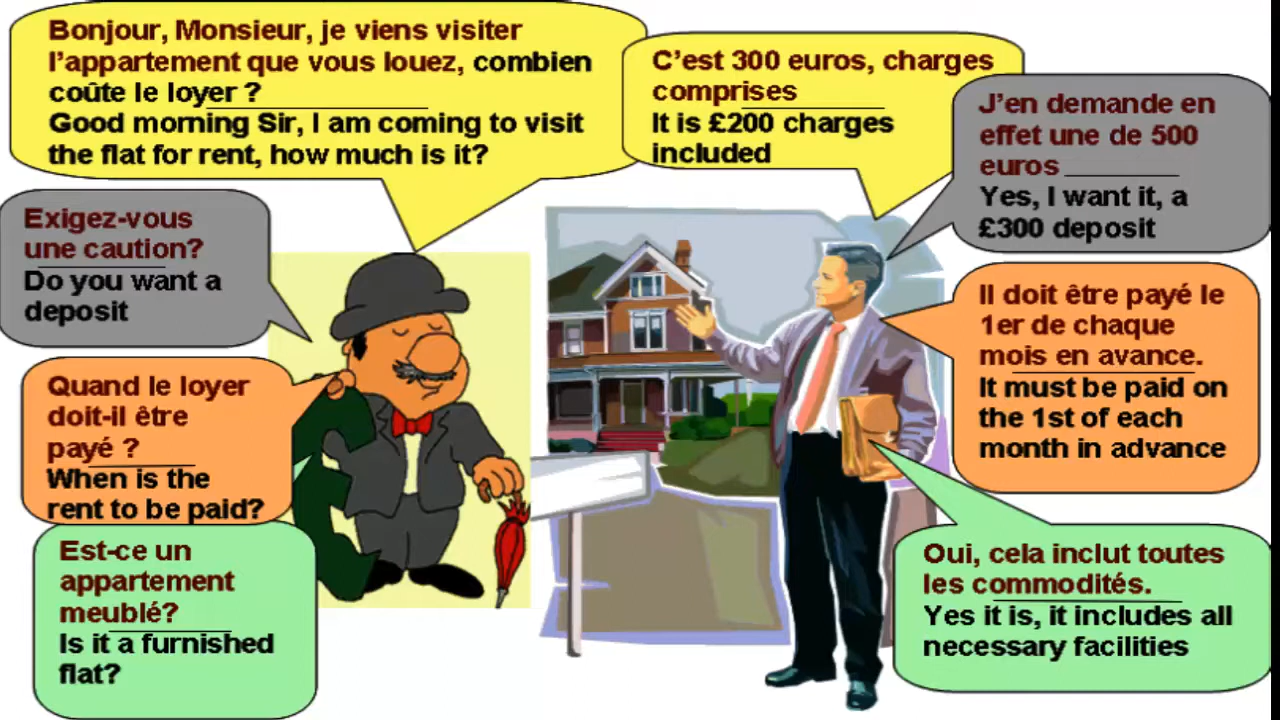 Bonjour, Monsieur, je viens visiter
l'appartement que vous louez, combien
coûte le loyer ?
Good morning Sir, I am coming to visit
the flat for rent, how much is it?
C'est 300 euros, charges
comprises
It is £200 charges
included
Exigez-vous
une caution?
Do you want a
deposit
J'en demande en
effet une de 500
euros
Yes, I want it, a
£300 deposit
Quand le loyer
doit-il être
payé ?
When is the
rent to be paid?
Il doit être payé le
1er de chaque
mois en avance.
It must be paid on
the 1st of each
month in advance
Est-ce un
appartement
meublé?
Is it a furnished
flat?
Oui, cela inclut toutes
les commodités.
Yes it is, it includes all
necessary facilities